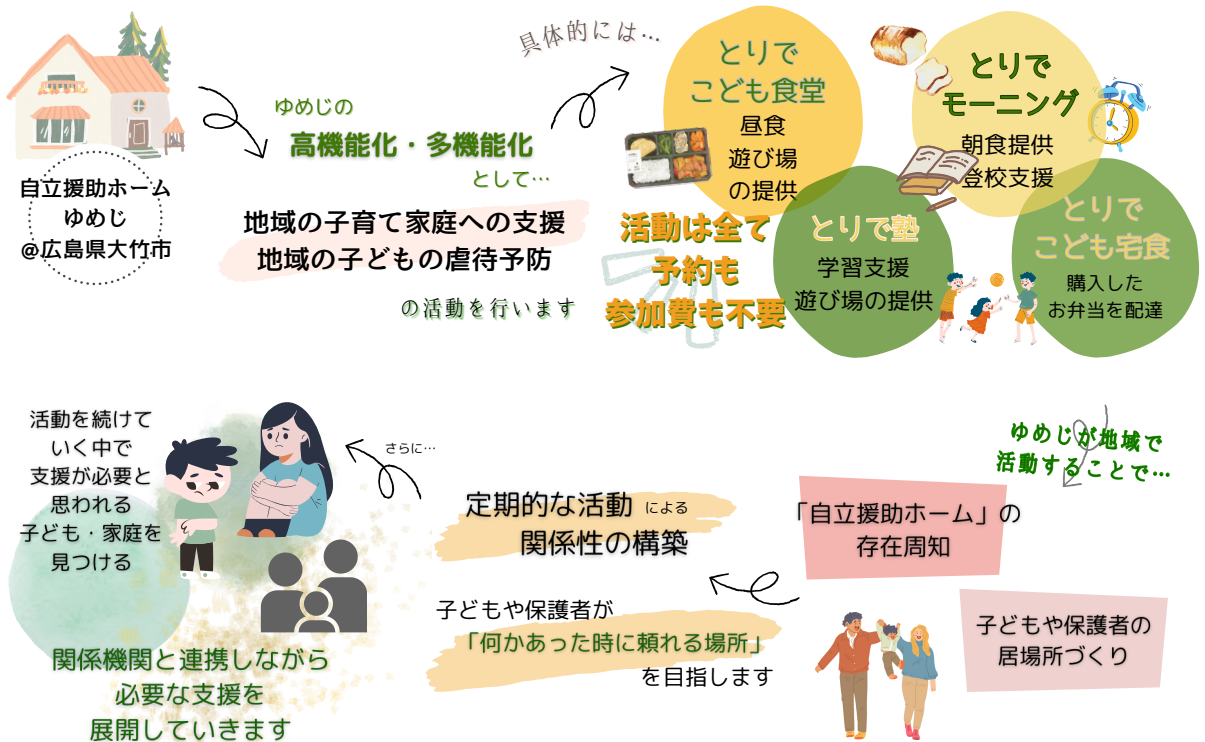 自立援助ホーム
ゆめじ
@広島県大竹市
ゆめじの
高機能化・多機能化
として…
地域の子育て家庭への支援
地域の子どもの虐待予防
の活動を行います
具体的には…
とりで
こども食堂
昼食
遊び場
の提供
とりで
モーニング
朝食提供
登校支援
とりで塾
学習支援
遊び場の提供
とりで
こども宅食
購入した
お弁当を配達
活動は全て
予約も
参加費も不要
ゆめじが地域で
活動することで…
「自立援助ホーム」の
存在周知
子どもや保護者の
居場所づくり
定期的な活動 による
関係性の構築
子どもや保護者が
「何かあった時に頼れる場所」
を目指します
さらに…
活動を続けて
いく中で
支援が必要と
思われる
子ども・家庭を
見つける
関係機関と連携しながら
必要な支援を
展開していきます